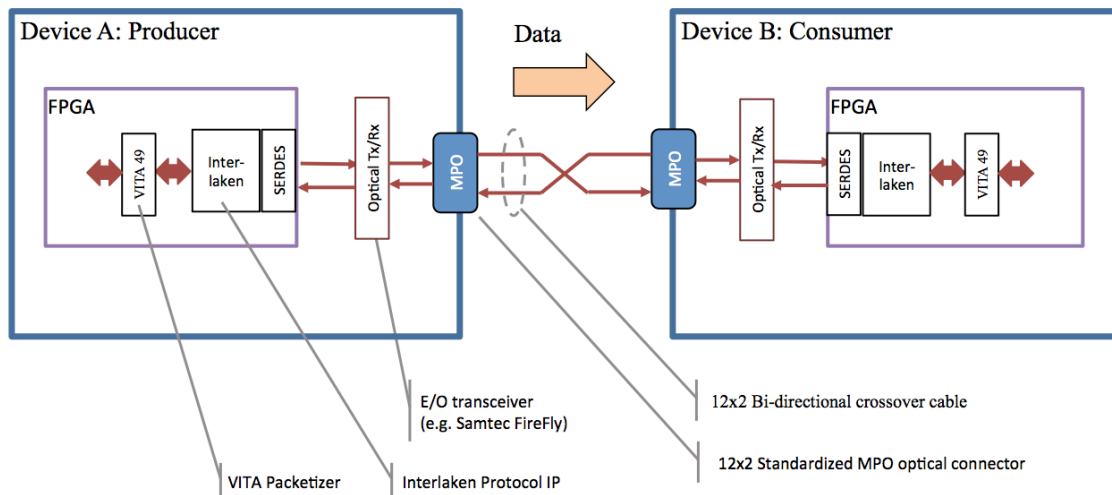 Device A: Producer
Data
Device B: Consumer
FPGA
VITA 49
Inter-
laken
SERDES
Optical Tx/Rx
MPO
MPO
Optical Tx/Rx
FPGA
SERDES
Inter-
laken
VITA 49
E/O transceiver
(e.g. Samtec FireFly)
12x2 Bi-directional crossover cable
12x2 Standardized MPO optical connector
VITA Packetizer
Interlaken Protocol IP